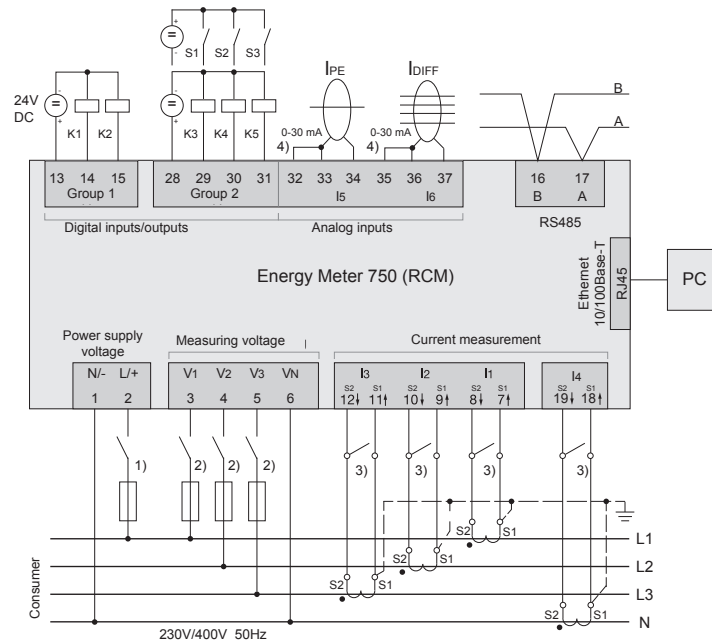 S1 S2 S3
IPE IDIFF
24V
DC
K1 K2 K3 K4 K5
4) 0-30 mA 4) 0-30 mA
B
A
13 14 15 28 29 30 31 32 33 34 35 36 37 16 17
Group 1 Group 2 I5 I6 B A
Digital inputs/outputs Analog inputs RS485
Energy Meter 750 (RCM)
Ethernet
10/100Base-T
RJ45
PC
Power supply
voltage
Measuring voltage
Current measurement
N/- L/+ V1 V2 V3 VN I3 I2 I1 I4
S2 S1 S2 S1 S2 S1 S2 S1
1 2 3 4 5 6 12 11 10 9 8 7 19 18
1) 2) 2) 2) 3) 3) 3) 3)
S2 S1
L1
S2 S1
L2
S2 S1
L3
S2 S1
N
Consumer
230V/400V 50Hz